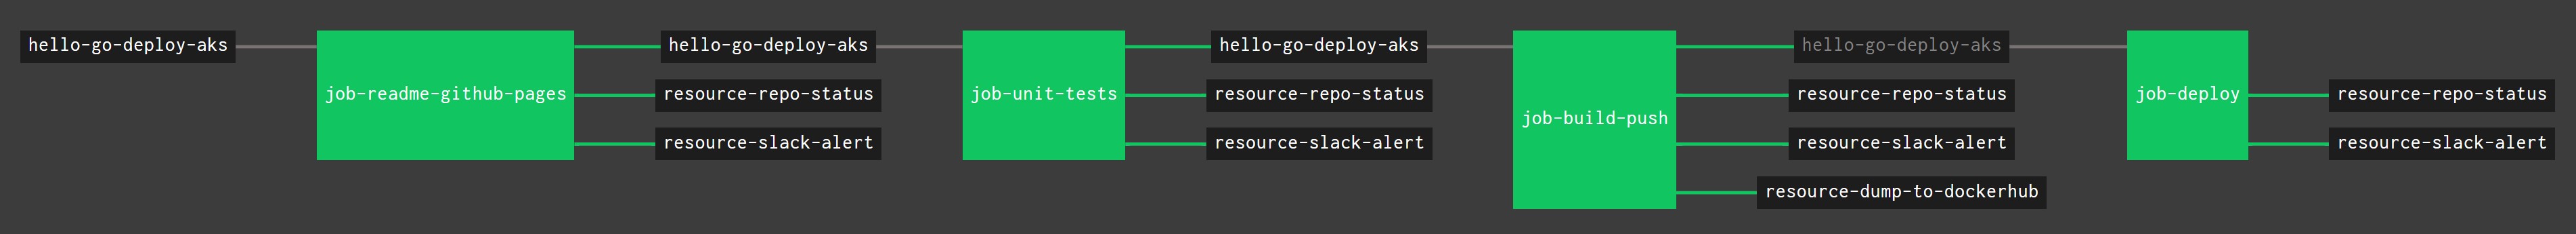 hello-go-deploy-aks
job-readme-github-pages
hello-go-deploy-aks
resource-repo-status
resource-slack-alert
job-unit-tests
hello-go-deploy-aks
resource-repo-status
resource-slack-alert
job-build-push
hello-go-deploy-aks
resource-repo-status
resource-slack-alert
resource-dump-to-dockerhub
job-deploy
resource-repo-status
resource-slack-alert